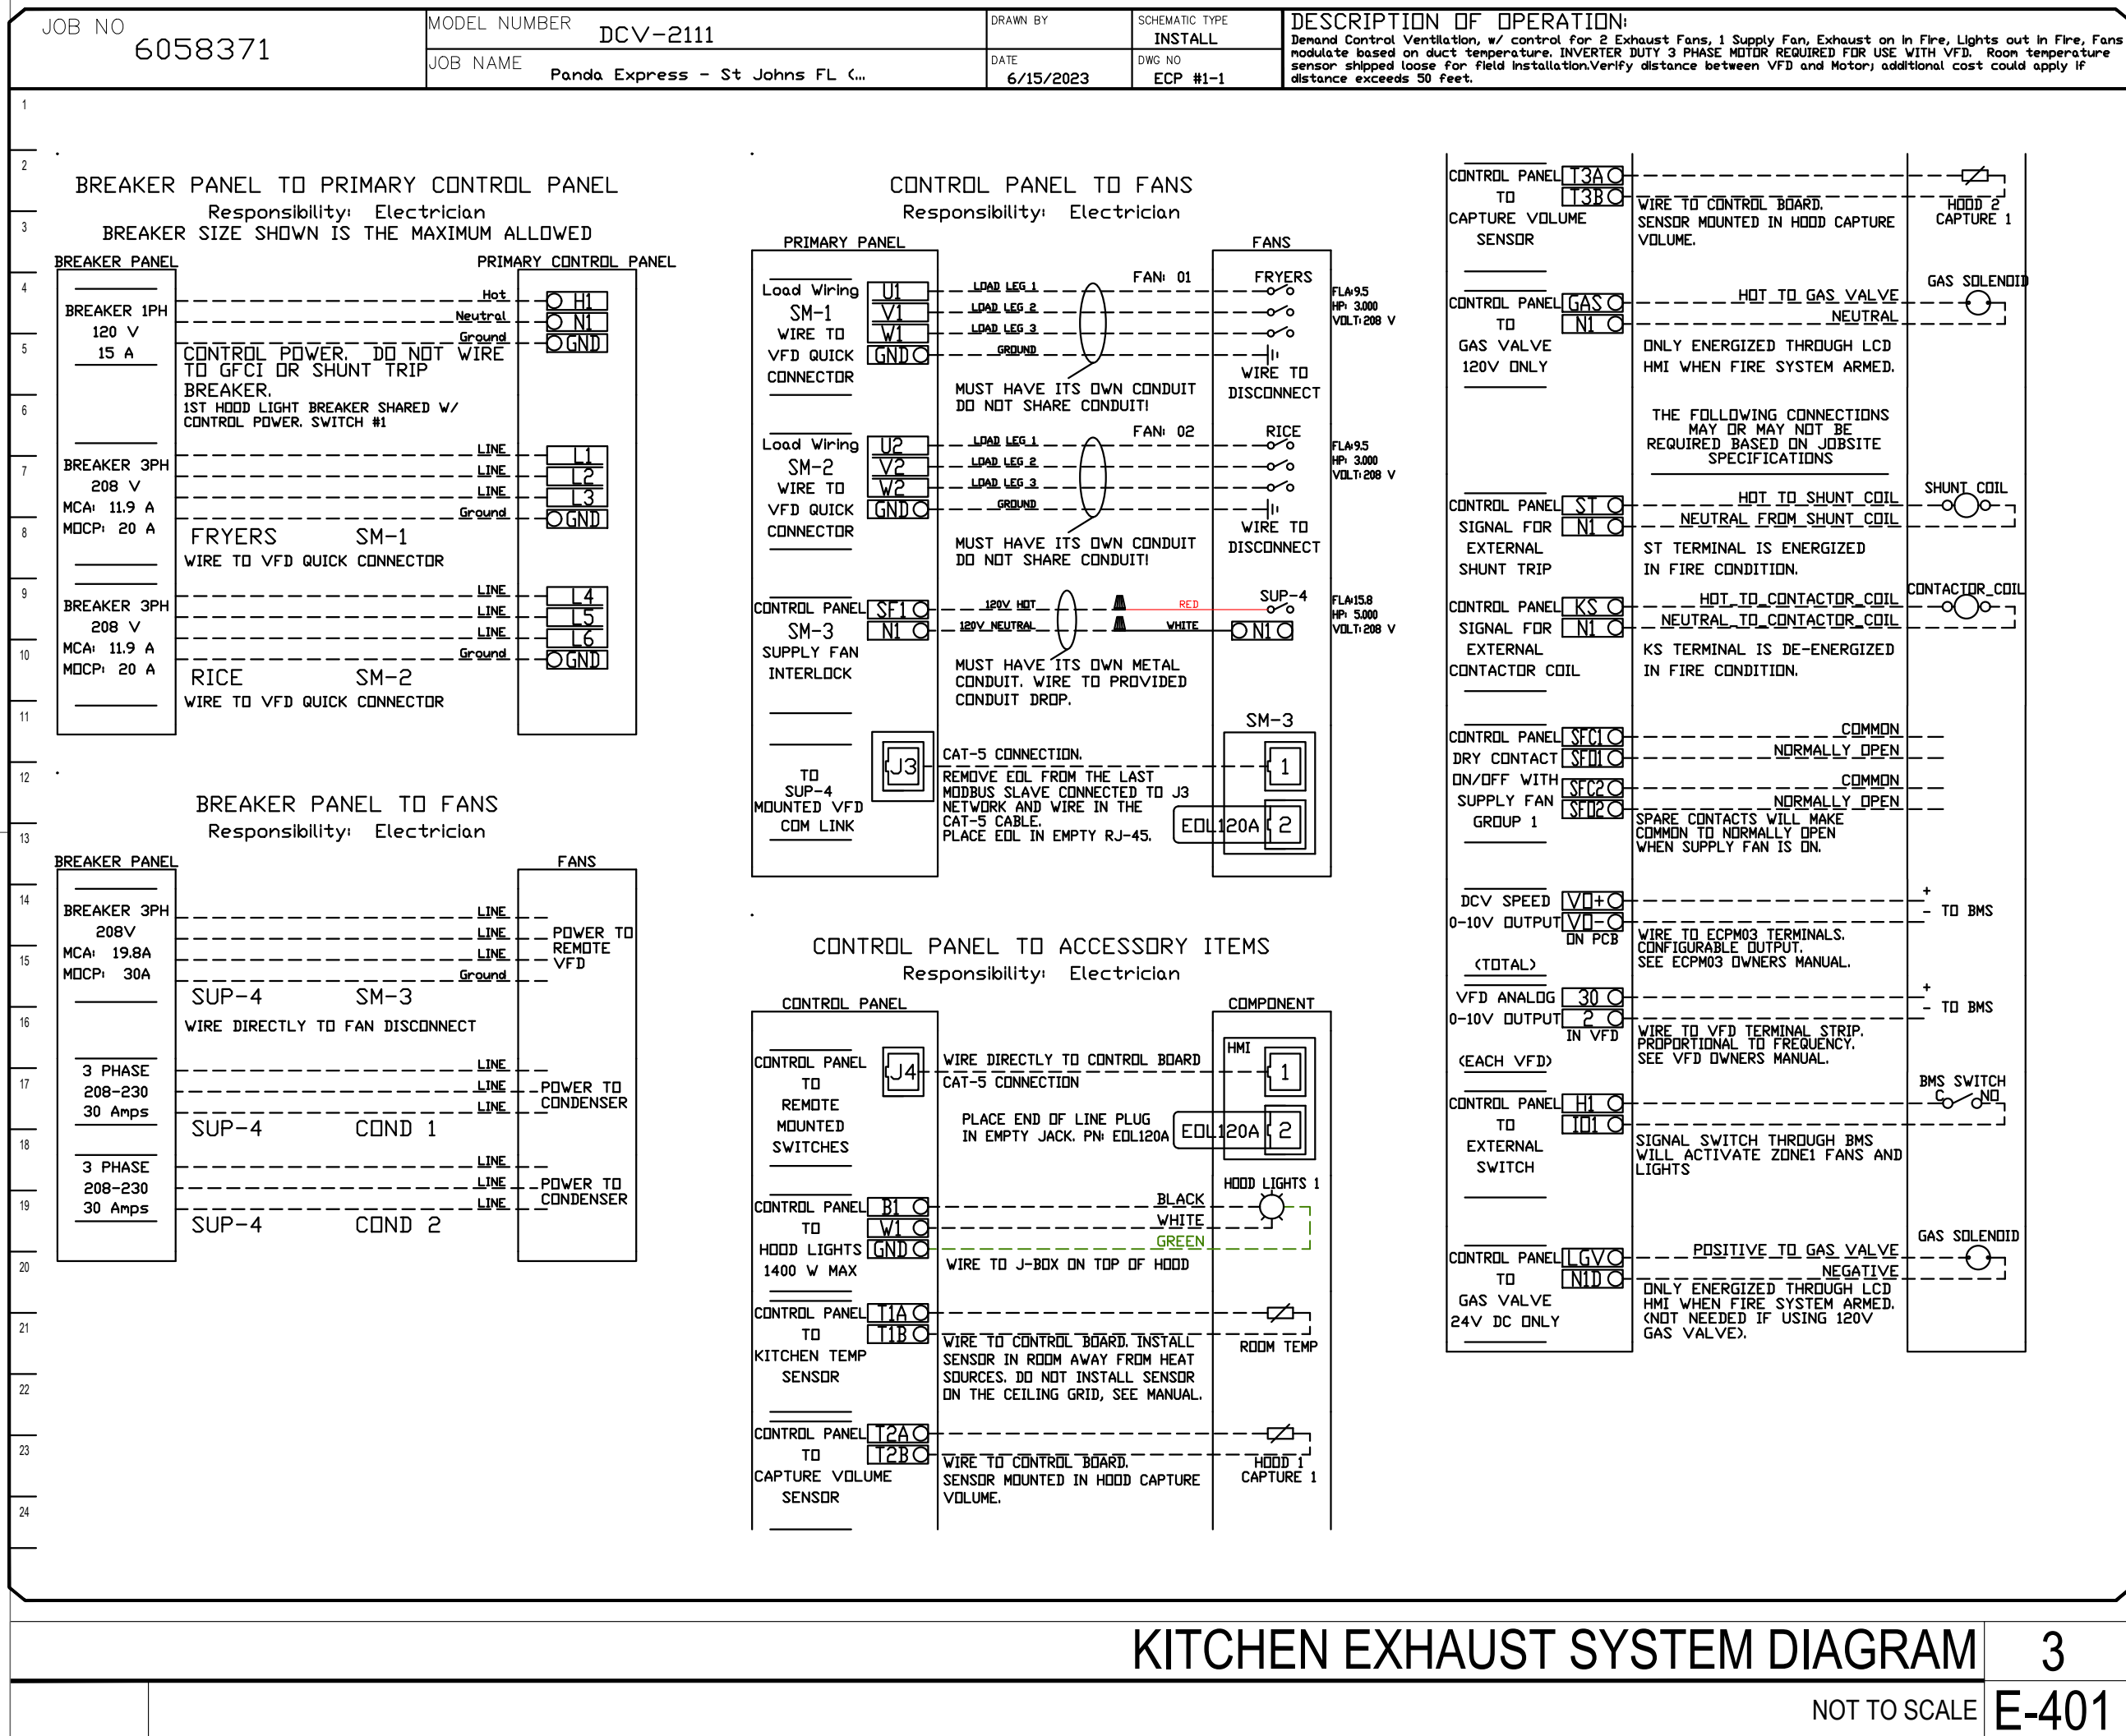 JOB NO
6058371
MODEL NUMBER
DCV-2111
JOB NAME
Panda Express - St Johns FL (...
DRAWN BY
DATE
6/15/2023
SCHEMATIC TYPE
INSTALL
DWG NO
ECP #1-1
DESCRIPTION OF OPERATION:
Demand Control Ventilation, w/ control for 2 Exhaust Fans, 1 Supply Fan, Exhaust on in Fire, Lights out in Fire, Fans
modulate based on duct temperature. INVERTER DUTY 3 PHASE MOTOR REQUIRED FOR USE WITH VFD. Room temperature
sensor shipped loose for field installation.Verify distance between VFD and Motor; additional cost could apply if
distance exceeds 50 feet.
1
2
3
4
5
6
7
8
9
10
11
12
13
14
15
16
17
18
19
20
21
22
23
24
BREAKER PANEL TO PRIMARY CONTROL PANEL
Responsibility: Electrician
BREAKER SIZE SHOWN IS THE MAXIMUM ALLOWED
BREAKER PANEL
PRIMARY CONTROL PANEL
BREAKER 1PH
120 V
15 A
Hot
H1
Neutral
N1
Ground
GND
CONTROL POWER. DO NOT WIRE
TO GFCI OR SHUNT TRIP
BREAKER.
1ST HOOD LIGHT BREAKER SHARED W/
CONTROL POWER. SWITCH #1
BREAKER 3PH
208 V
MCA: 11.9 A
MOCP: 20 A
LINE
L1
LINE
L2
LINE
L3
Ground
GND
FRYERS SM-1
WIRE TO VFD QUICK CONNECTOR
BREAKER 3PH
208 V
MCA: 11.9 A
MOCP: 20 A
LINE
L4
LINE
L5
LINE
L6
Ground
GND
RICE SM-2
WIRE TO VFD QUICK CONNECTOR
BREAKER PANEL TO FANS
Responsibility: Electrician
BREAKER PANEL
FANS
BREAKER 3PH
208V
MCA: 19.8A
MOCP: 30A
LINE
LINE
LINE
Ground
POWER TO
REMOTE
VFD
SUP-4 SM-3
WIRE DIRECTLY TO FAN DISCONNECT
3 PHASE
208-230
30 Amps
LINE
LINE
LINE
POWER TO
CONDENSER
SUP-4 COND 1
3 PHASE
208-230
30 Amps
LINE
LINE
LINE
POWER TO
CONDENSER
SUP-4 COND 2
CONTROL PANEL TO FANS
Responsibility: Electrician
PRIMARY PANEL
FANS
Load Wiring
SM-1
WIRE TO
VFD QUICK
CONNECTOR
U1
V1
W1
GND
LOAD LEG 1
LOAD LEG 2
LOAD LEG 3
GROUND
FAN: 01
FRYERS
FLA:9.5
HP: 3.000
VOLT: 208 V
WIRE TO
DISCONNECT
MUST HAVE ITS OWN CONDUIT
DO NOT SHARE CONDUIT!
Load Wiring
SM-2
WIRE TO
VFD QUICK
CONNECTOR
U2
V2
W2
GND
LOAD LEG 1
LOAD LEG 2
LOAD LEG 3
GROUND
FAN: 02
RICE
FLA:9.5
HP: 3.000
VOLT: 208 V
WIRE TO
DISCONNECT
MUST HAVE ITS OWN CONDUIT
DO NOT SHARE CONDUIT!
CONTROL PANEL
SM-3
SUPPLY FAN
INTERLOCK
SF1
N1
120V HOT
120V NEUTRAL
RED
WHITE
SUP-4
N1
FLA:15.8
HP: 5.000
VOLT: 208 V
MUST HAVE ITS OWN METAL
CONDUIT. WIRE TO PROVIDED
CONDUIT DROP.
SM-3
TO
SUP-4
MOUNTED VFD
COM LINK
J3
CAT-5 CONNECTION.
REMOVE EOL FROM THE LAST
MODBUS SLAVE CONNECTED TO J3
NETWORK AND WIRE IN THE
CAT-5 CABLE.
PLACE EOL IN EMPTY RJ-45.
1
EOL120A
2
CONTROL PANEL TO ACCESSORY ITEMS
Responsibility: Electrician
CONTROL PANEL
COMPONENT
CONTROL PANEL
TO
REMOTE
MOUNTED
SWITCHES
J4
WIRE DIRECTLY TO CONTROL BOARD
CAT-5 CONNECTION
PLACE END OF LINE PLUG
IN EMPTY JACK. PN: EOL120A
HMI
1
EOL120A
2
CONTROL PANEL
TO
HOOD LIGHTS
1400 W MAX
B1
W1
GND
BLACK
WHITE
GREEN
HOOD LIGHTS 1
WIRE TO J-BOX ON TOP OF HOOD
CONTROL PANEL
TO
KITCHEN TEMP
SENSOR
T1A
T1B
WIRE TO CONTROL BOARD. INSTALL
SENSOR IN ROOM AWAY FROM HEAT
SOURCES. DO NOT INSTALL SENSOR
ON THE CEILING GRID, SEE MANUAL.
ROOM TEMP
CONTROL PANEL
TO
CAPTURE VOLUME
SENSOR
T2A
T2B
WIRE TO CONTROL BOARD.
SENSOR MOUNTED IN HOOD CAPTURE
VOLUME.
HOOD 1
CAPTURE 1
CONTROL PANEL
TO
CAPTURE VOLUME
SENSOR
T3A
T3B
WIRE TO CONTROL BOARD.
SENSOR MOUNTED IN HOOD CAPTURE
VOLUME.
HOOD 2
CAPTURE 1
CONTROL PANEL
TO
GAS VALVE
120V ONLY
GAS
N1
HOT TO GAS VALVE
NEUTRAL
GAS SOLENOID
ONLY ENERGIZED THROUGH LCD
HMI WHEN FIRE SYSTEM ARMED.
THE FOLLOWING CONNECTIONS
MAY OR MAY NOT BE
REQUIRED BASED ON JOBSITE
SPECIFICATIONS
CONTROL PANEL
SIGNAL FOR
EXTERNAL
SHUNT TRIP
ST
N1
HOT TO SHUNT COIL
NEUTRAL FROM SHUNT COIL
SHUNT COIL
ST TERMINAL IS ENERGIZED
IN FIRE CONDITION.
CONTROL PANEL
SIGNAL FOR
EXTERNAL
CONTACTOR COIL
KS
N1
HOT TO CONTACTOR COIL
NEUTRAL TO CONTACTOR COIL
CONTACTOR COIL
KS TERMINAL IS DE-ENERGIZED
IN FIRE CONDITION.
CONTROL PANEL
DRY CONTACT
ON/OFF WITH
SUPPLY FAN
GROUP 1
SFC1
SFO1
SFC2
SFO2
COMMON
NORMALLY OPEN
COMMON
NORMALLY OPEN
SPARE CONTACTS WILL MAKE
COMMON TO NORMALLY OPEN
WHEN SUPPLY FAN IS ON.
DCV SPEED
0-10V OUTPUT
(TOTAL)
VO+
VO-
ON PCB
+
- TO BMS
WIRE TO ECPM03 TERMINALS.
CONFIGURABLE OUTPUT.
SEE ECPM03 OWNERS MANUAL.
VFD ANALOG
0-10V OUTPUT
(EACH VFD)
30
2
IN VFD
+
- TO BMS
WIRE TO VFD TERMINAL STRIP.
PROPORTIONAL TO FREQUENCY.
SEE VFD OWNERS MANUAL.
CONTROL PANEL
TO
EXTERNAL
SWITCH
H1
IO1
BMS SWITCH
C NO
SIGNAL SWITCH THROUGH BMS
WILL ACTIVATE ZONE1 FANS AND
LIGHTS
CONTROL PANEL
TO
GAS VALVE
24V DC ONLY
LGV
N1D
POSITIVE TO GAS VALVE
NEGATIVE
GAS SOLENOID
ONLY ENERGIZED THROUGH LCD
HMI WHEN FIRE SYSTEM ARMED.
(NOT NEEDED IF USING 120V
GAS VALVE).
KITCHEN EXHAUST SYSTEM DIAGRAM
3
NOT TO SCALE
E-401